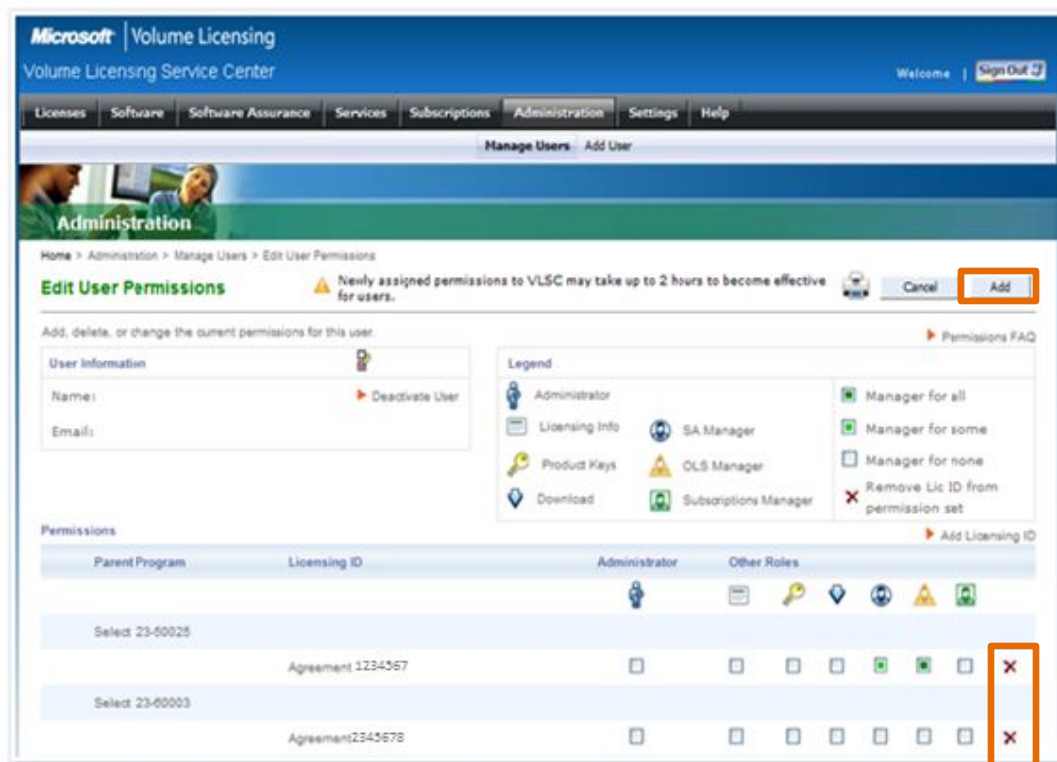 Microsoft | Volume Licensing
Volume Licensing Service Center
Welcome | Sign Out
Licenses Software Software Assurance Services Subscriptions Administration Settings Help
Manage Users Add User
Administration
Home > Administration > Manage Users > Edit User Permissions
Edit User Permissions
Newly assigned permissions to VLSC may take up to 2 hours to become effective
for users.
Cancel Add
Add, delete, or change the current permissions for this user.
Permissions FAQ
User Information
Name:
Deactivate User
Email:
Legend
Administrator
Licensing Info
SA Manager
Product Keys
OLS Manager
Download
Subscriptions Manager
Manager for all
Manager for some
Manager for none
Remove Lic ID from
permission set
Permissions
Add Licensing ID
Parent Program Licensing ID Administrator Other Roles
Select 23-50025
Agreement 1234567
Select 23-60003
Agreement2345678